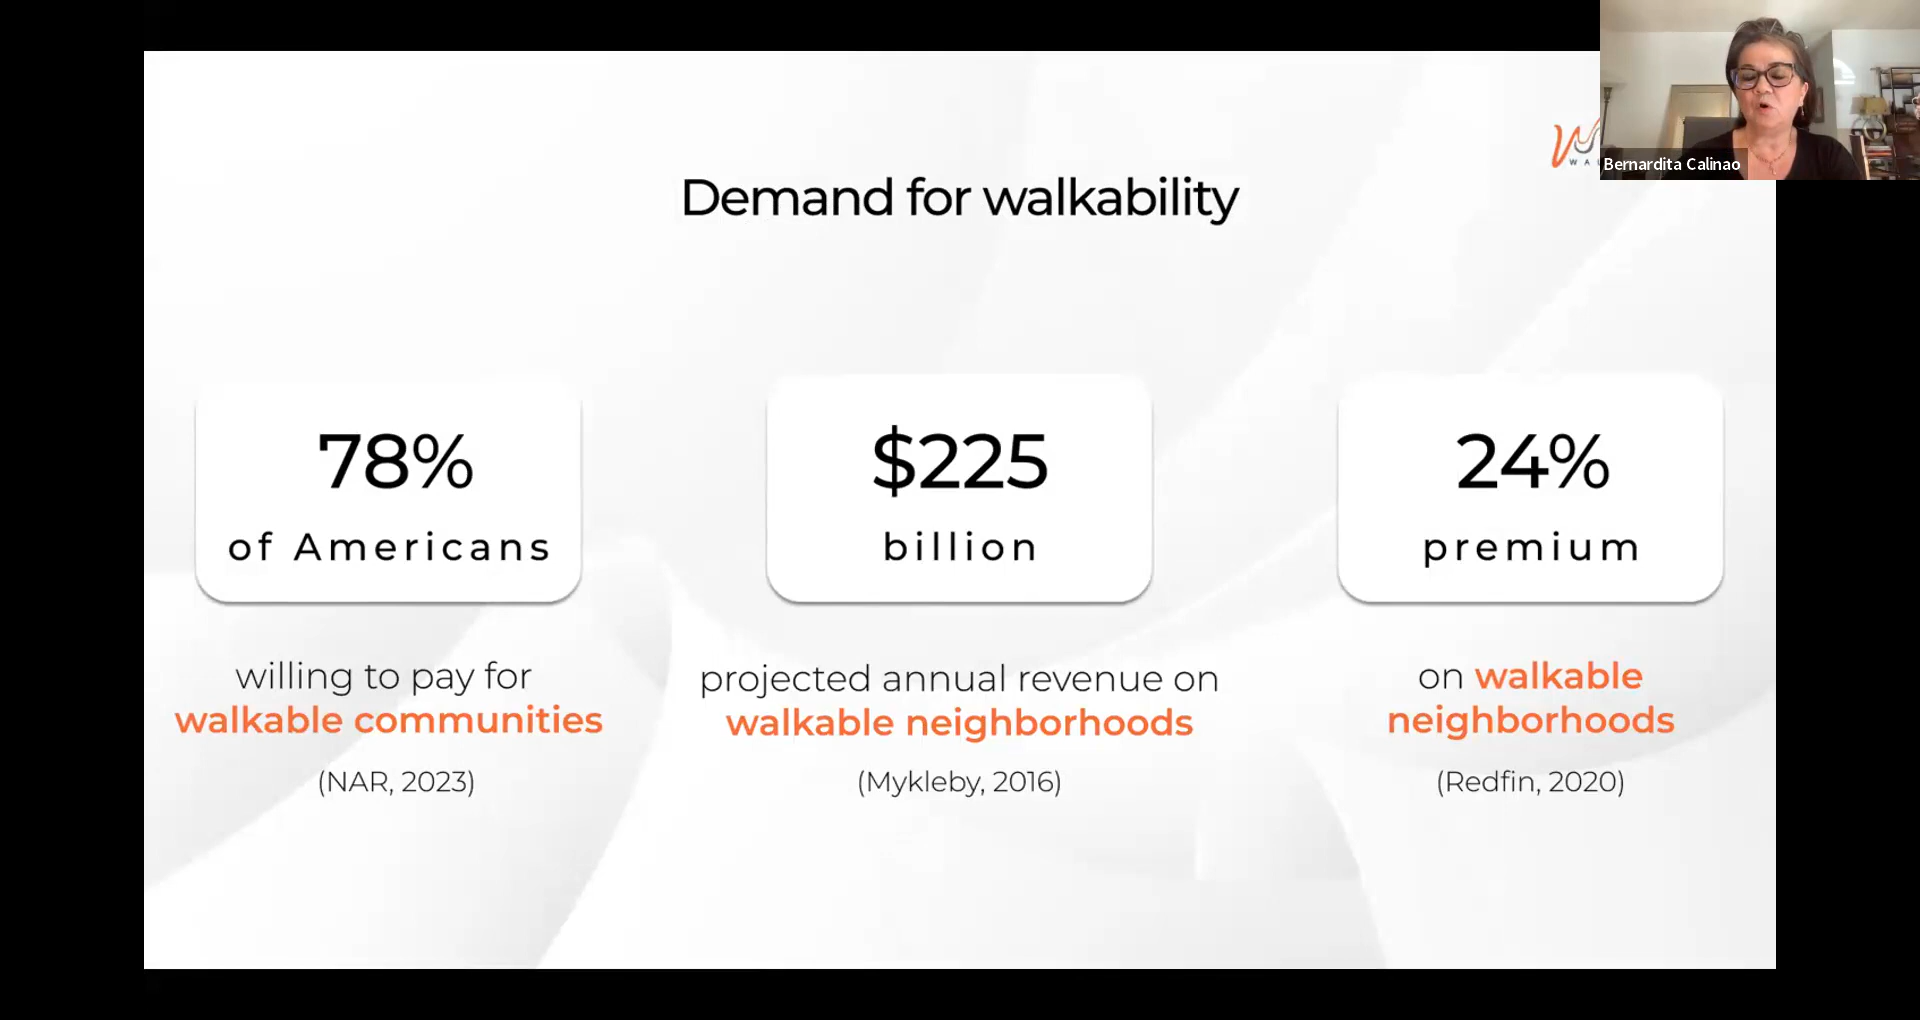 Bernardita Calinao
Demand for walkability
78%
of Americans
willing to pay for
walkable communities
(NAR, 2023)
$225
billion
projected annual revenue on
walkable neighborhoods
(Mykleby, 2016)
24%
premium
on walkable
neighborhoods
(Redfin, 2020)